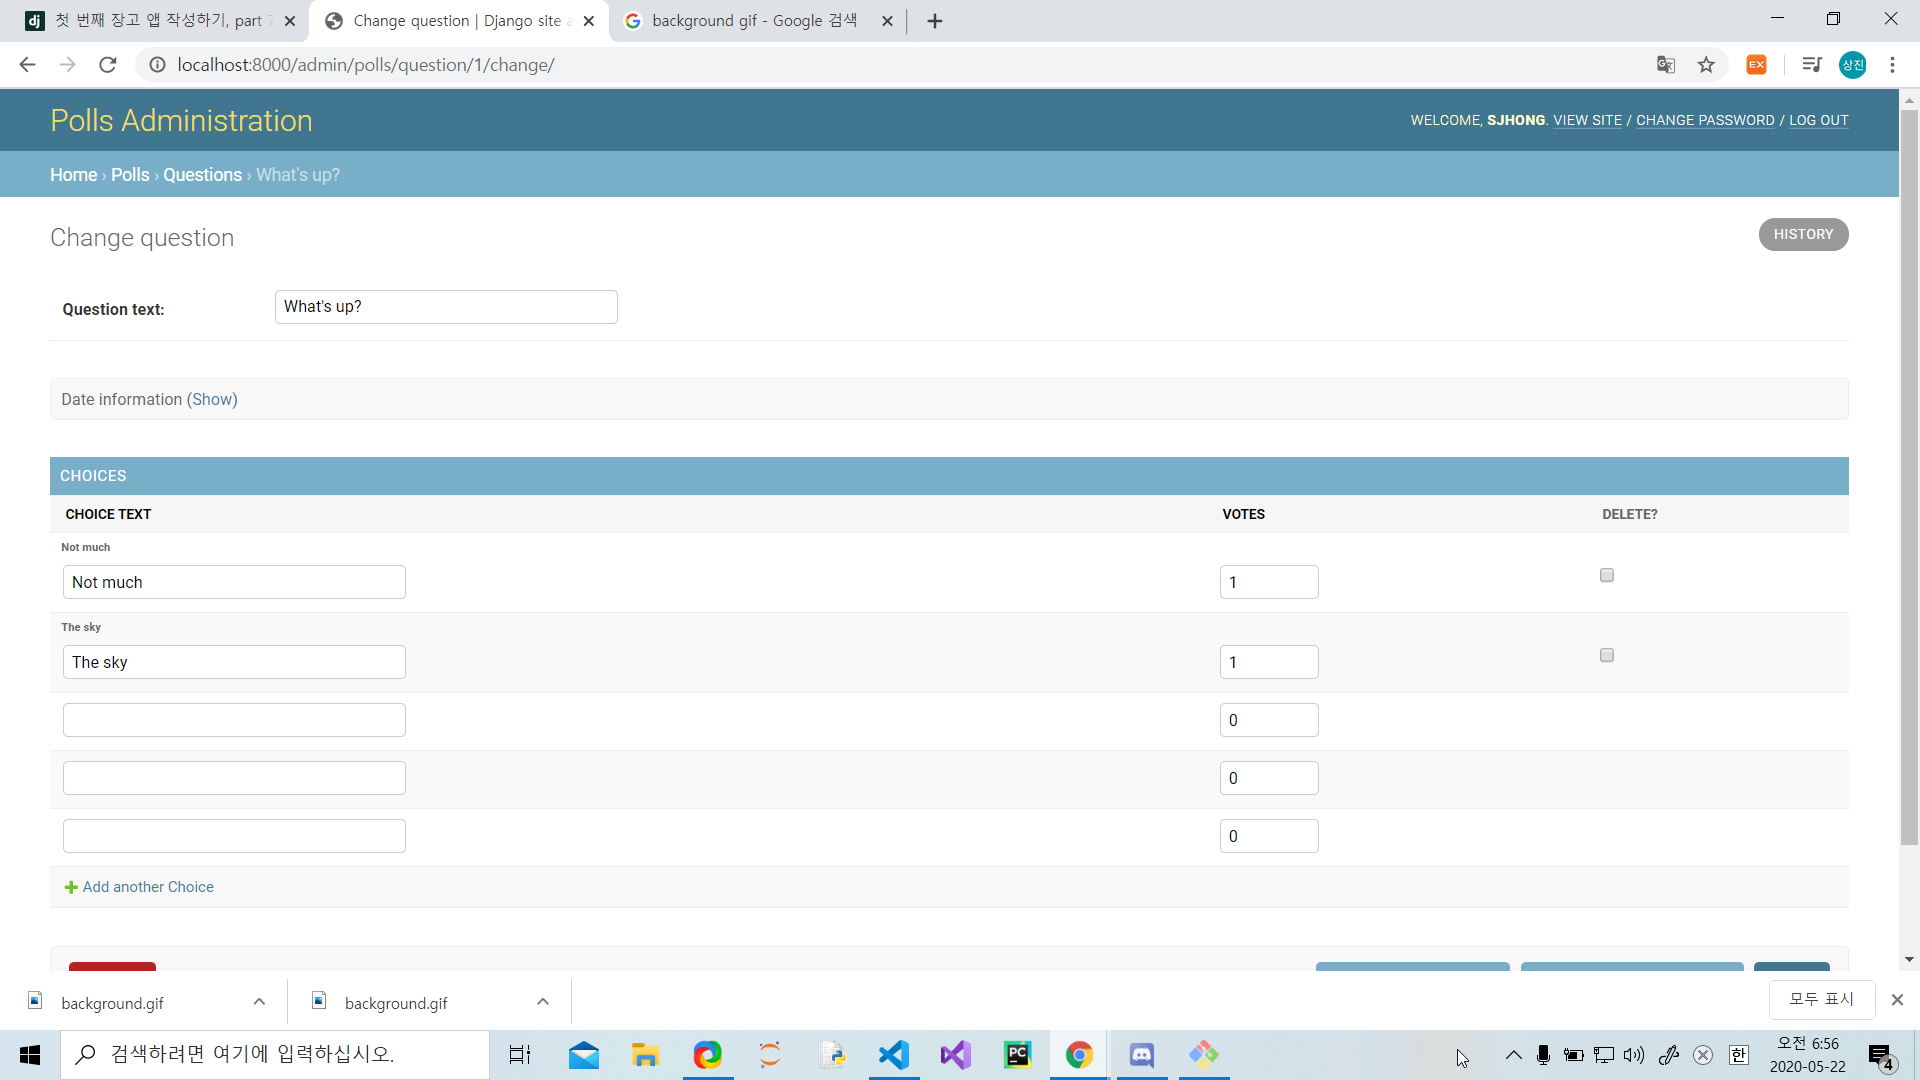 첫 번째 장고 앱 작성하기, part 7
Change question | Django site a
background gif - Google 검색
localhost:8000/admin/polls/question/1/change/
EX
상진
Polls Administration
WELCOME, SJHONG. VIEW SITE / CHANGE PASSWORD / LOG OUT
Home › Polls › Questions › What's up?
Change question
HISTORY
Question text:
What's up?
Date information (Show)
CHOICES
CHOICE TEXT VOTES DELETE?
Not much
Not much 1
The sky
The sky 1
0
0
0
Add another Choice
background.gif
background.gif
모두 표시
검색하려면 여기에 입력하십시오.
PC
한
오전 6:56
2020-05-22
4